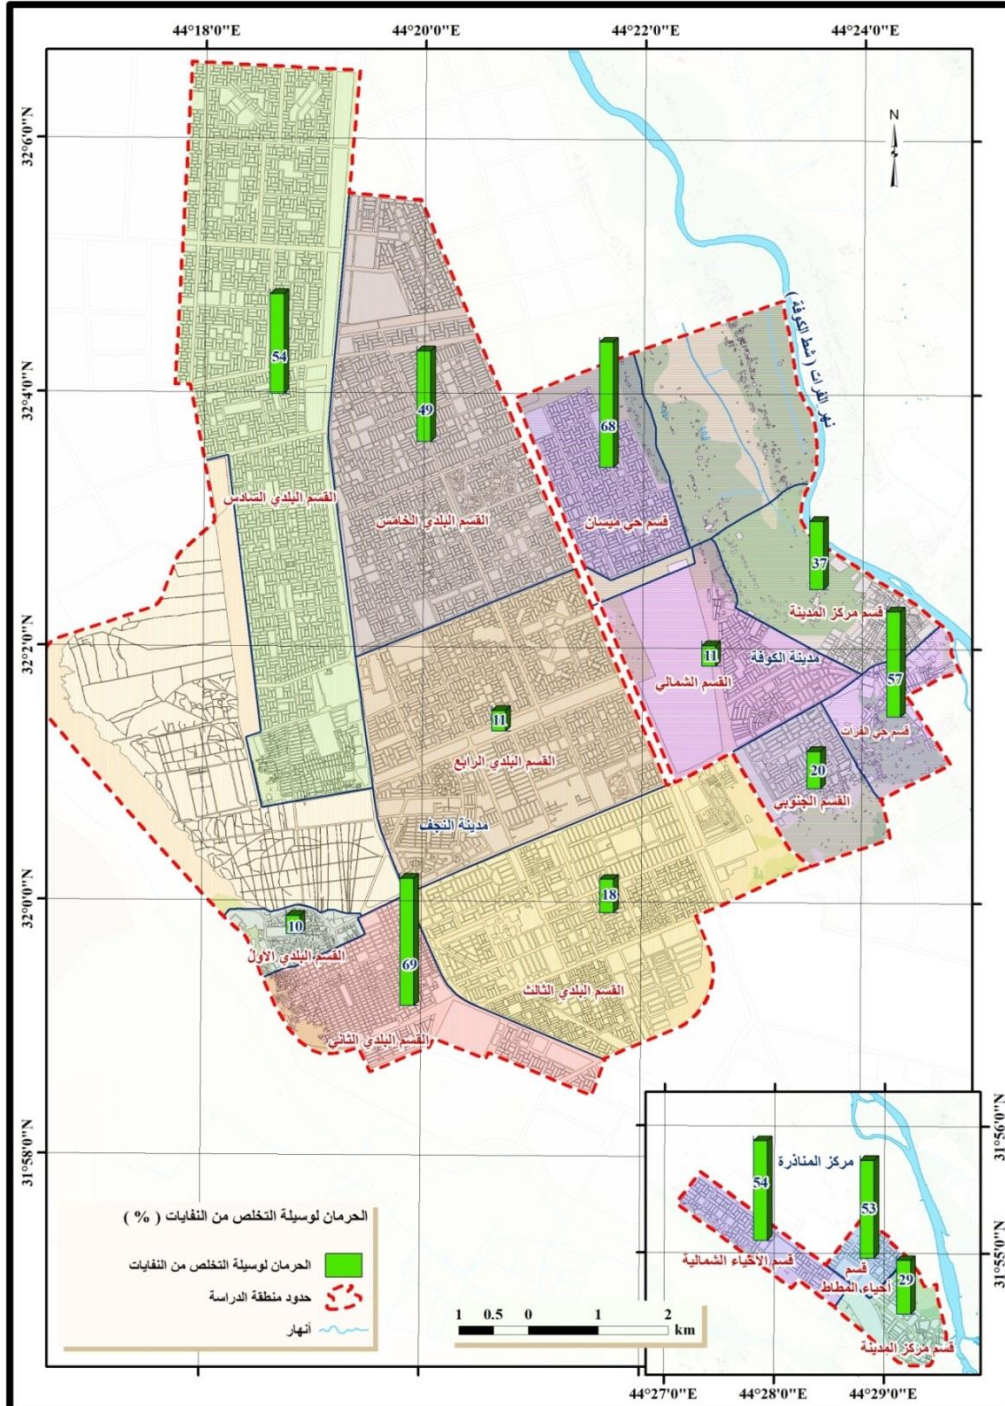 44°18'0"E 44°20'0"E 44°22'0"E 44°24'0"E
N
32°6'0"N
32°4'0"N
32°2'0"N
32°0'0"N
31°58'0"N
نهر الفرات ( شط الكوفة )
54
49
68
القسم البلدي السادس
القسم البلدي الخامس
قسم حي ميسان
37
قسم مركز المدينة
57
مدينة الكوفة
11
القسم الشمالي
قسم حي الفرات
11
القسم البلدي الرابع
20
القسم الجنوبي
مدينة النجف
18
10
القسم البلدي الأول
69
القسم البلدي الثالث
القسم البلدي الثاني
31°56'0"N
31°55'0"N
مركز المناذرة
54
53
قسم الأحياء الشمالية
قسم
أحياء المطاط
29
قسم مركز المدينة
44°27'0"E 44°28'0"E 44°29'0"E
الحرمان لوسيلة التخلص من النفايات ( % )
الحرمان لوسيلة التخلص من النفايات
حدود منطقة الدراسة
أنهار
1 0.5 0 1 2
km